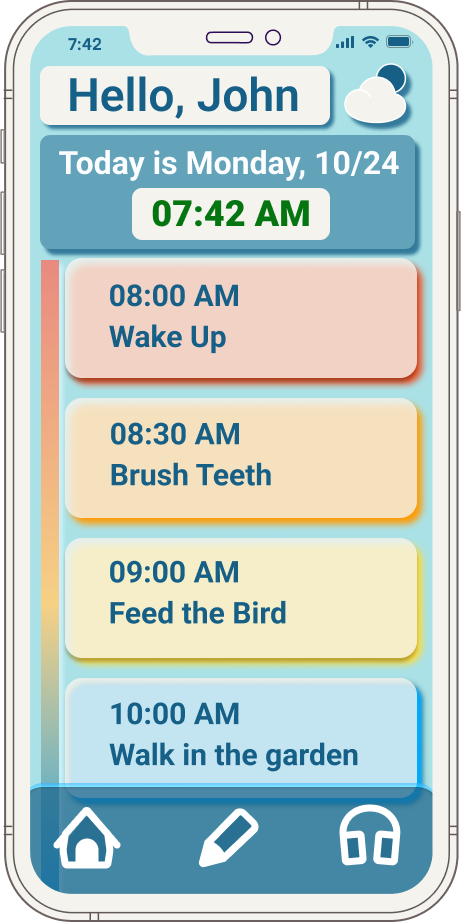 7:42
Hello, John
Today is Monday, 10/24
07:42 AM
08:00 AM
Wake Up
08:30 AM
Brush Teeth
09:00 AM
Feed the Bird
10:00 AM
Walk in the garden